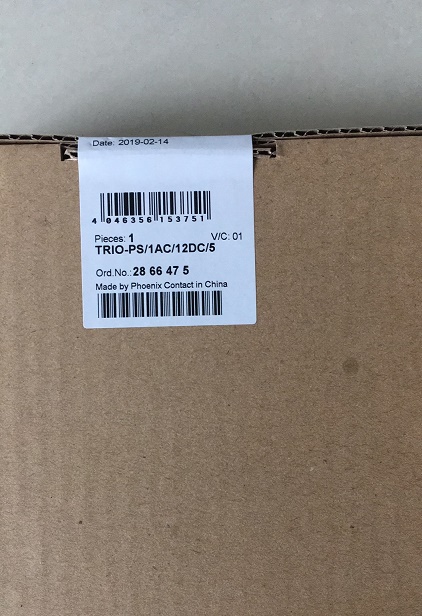 Date: 2019-02-14
4 046356 153751
Pieces: 1 V/C: 01
TRIO-PS/1AC/12DC/5
Ord.No.: 28 66 47 5
Made by Phoenix Contact in China